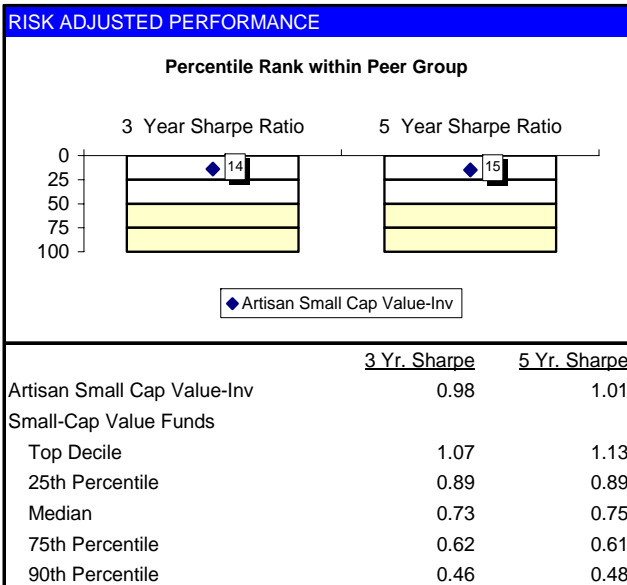 RISK ADJUSTED PERFORMANCE
Percentile Rank within Peer Group
3 Year Sharpe Ratio 5 Year Sharpe Ratio
0
25
50
75
100
14 15
Artisan Small Cap Value-Inv
3 Yr. Sharpe 5 Yr. Sharpe
Artisan Small Cap Value-Inv 0.98 1.01
Small-Cap Value Funds
Top Decile 1.07 1.13
25th Percentile 0.89 0.89
Median 0.73 0.75
75th Percentile 0.62 0.61
90th Percentile 0.46 0.48